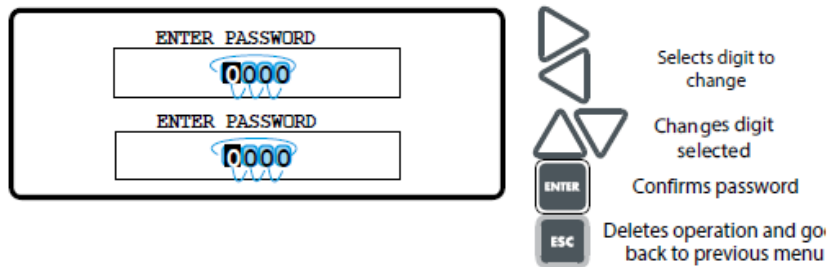 ENTER PASSWORD
0000
ENTER PASSWORD
0000
Selects digit to
change
Changes digit
selected
ENTER
Confirms password
ESC
Deletes operation and goe
back to previous menu